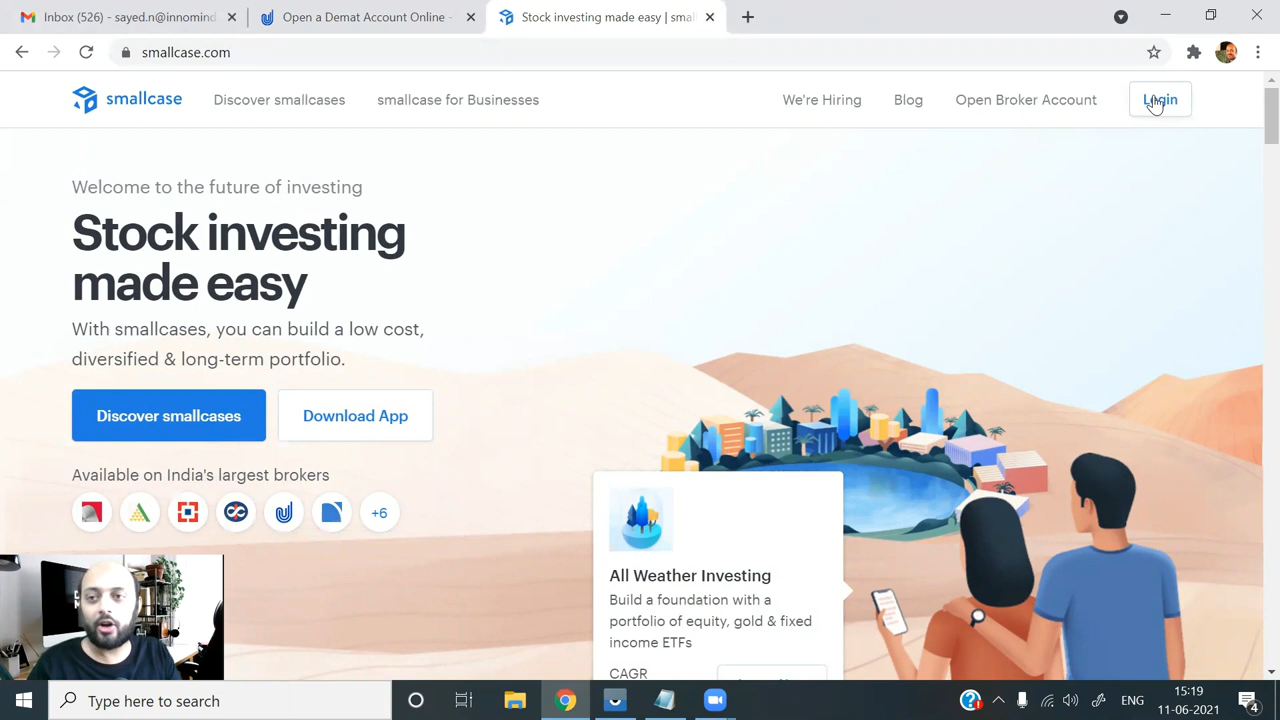 Inbox (526) - sayed.n@innomind
Open a Demat Account Online -
Stock investing made easy | smal
smallcase.com
smallcase
Discover smallcases
smallcase for Businesses
We're Hiring
Blog
Open Broker Account
Login
Welcome to the future of investing
Stock investing
made easy
With smallcases, you can build a low cost,
diversified & long-term portfolio.
Discover smallcases
Download App
Available on India's largest brokers
+6
All Weather Investing
Build a foundation with a
portfolio of equity, gold & fixed
income ETFs
CAGR
Type here to search
ENG
15:19
11-06-2021
4